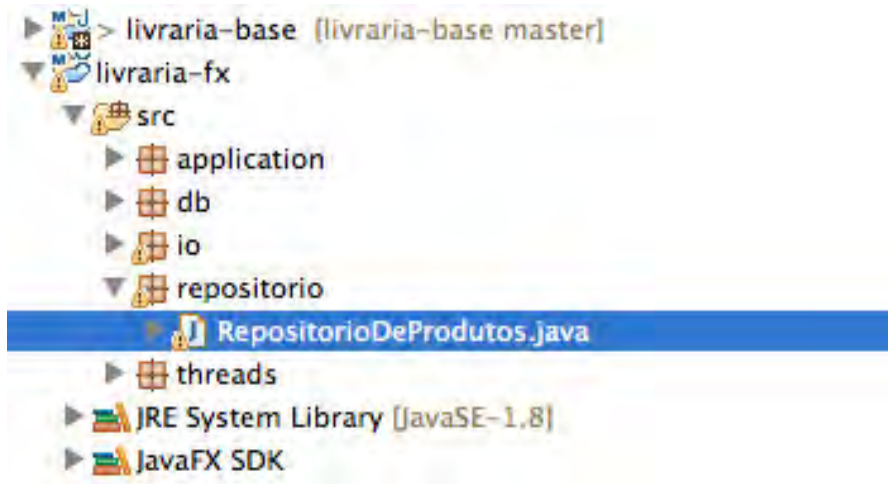 > livraria-base [livraria-base master]
livraria-fx
src
application
db
io
repositorio
RepositorioDeProdutos.java
threads
JRE System Library [JavaSE-1.8]
JavaFX SDK